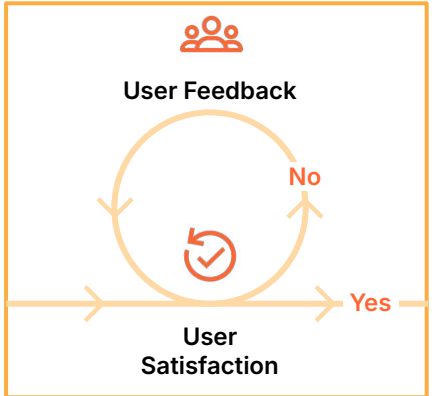 User Feedback
No
Yes
User
Satisfaction